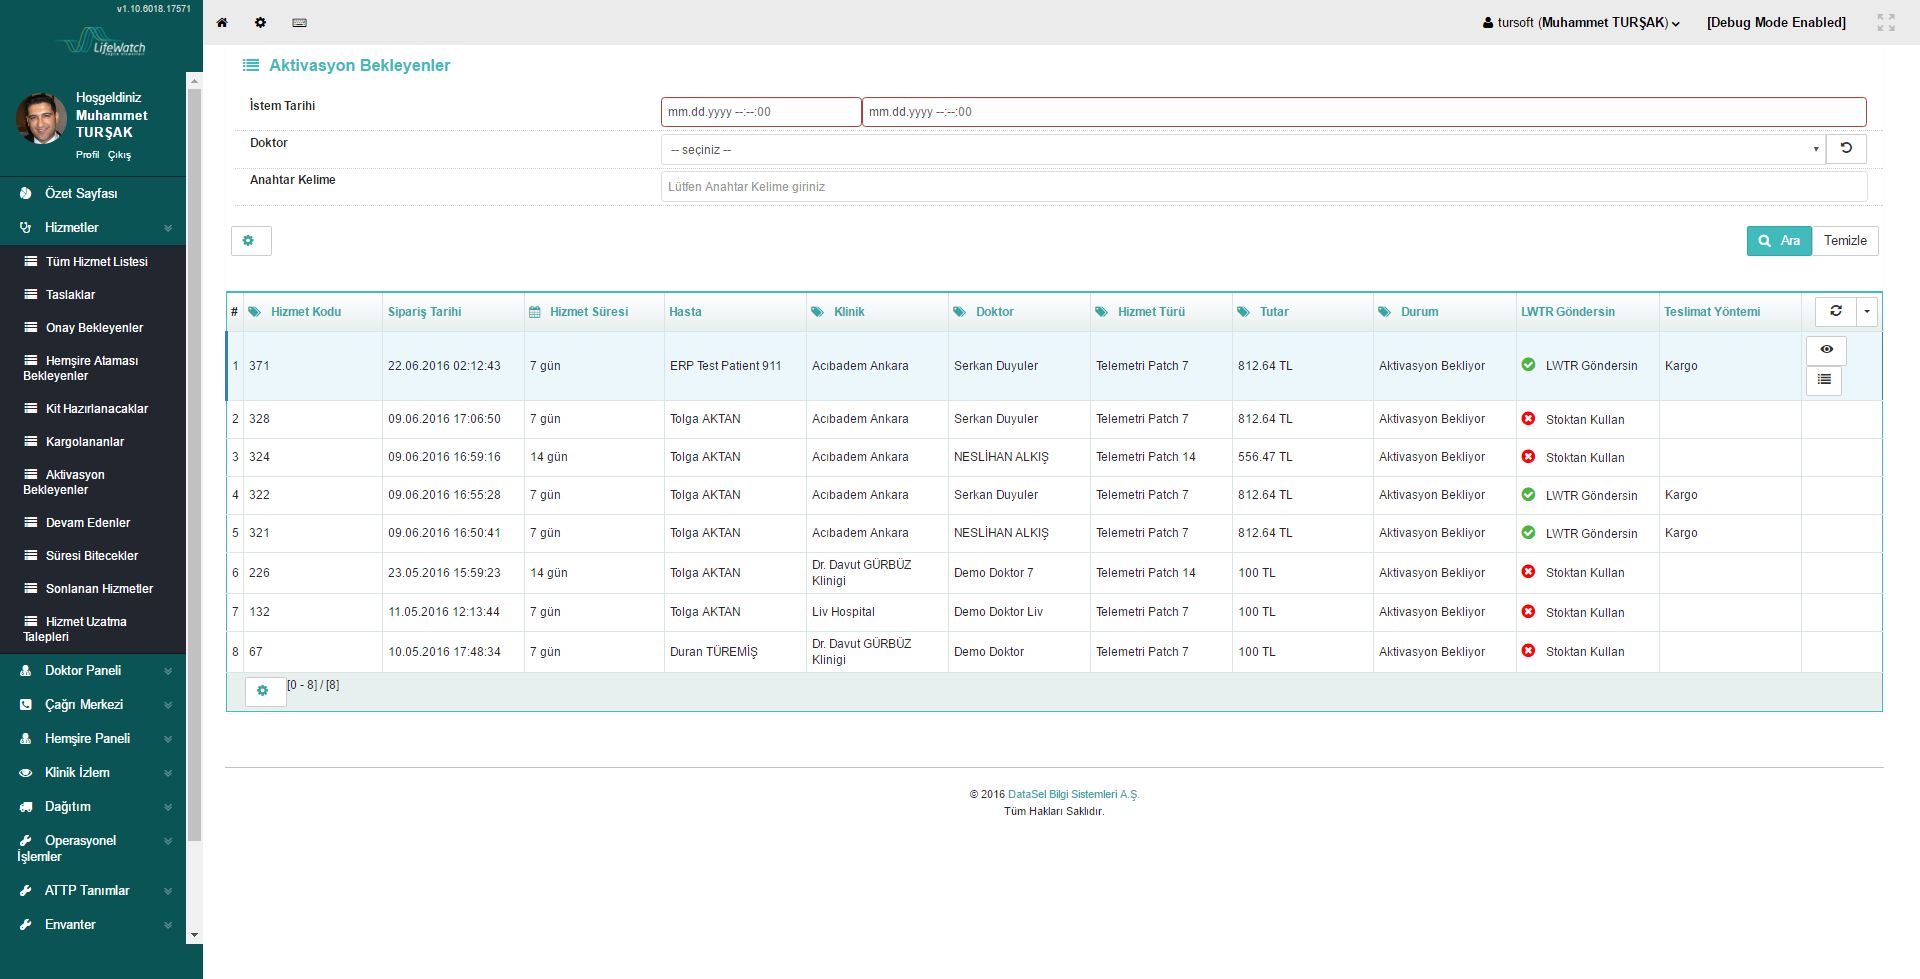 v1.10.6018.17571
LifeWatch
Hoşgeldiniz
Muhammet
TURŞAK
Profil Çıkış
Özet Sayfası
Hizmetler
Tüm Hizmet Listesi
Taslaklar
Onay Bekleyenler
Hemşire Ataması
Bekleyenler
Kit Hazırlanacaklar
Kargolananlar
Aktivasyon
Bekleyenler
Devam Edenler
Süresi Bitecekler
Sonlanan Hizmetler
Hizmet Uzatma
Talepleri
Doktor Paneli
Çağrı Merkezi
Hemşire Paneli
Klinik İzlem
Dağıtım
Operasyonel
İşlemler
ATTP Tanımlar
Envanter
tursoft (Muhammet TURŞAK) [Debug Mode Enabled]
Aktivasyon Bekleyenler
İstem Tarihi mm.dd.yyyy --:--:00 mm.dd.yyyy --:--:00
Doktor -- seçiniz --
Anahtar Kelime Lütfen Anahtar Kelime giriniz
Ara Temizle
# Hizmet Kodu Sipariş Tarihi Hizmet Süresi Hasta Klinik Doktor Hizmet Türü Tutar Durum LWTR Göndersin Teslimat Yöntemi
1 371 22.06.2016 02:12:43 7 gün ERP Test Patient 911 Acıbadem Ankara Serkan Duyuler Telemetri Patch 7 812.64 TL Aktivasyon Bekliyor LWTR Göndersin Kargo
2 328 09.06.2016 17:06:50 7 gün Tolga AKTAN Acıbadem Ankara Serkan Duyuler Telemetri Patch 7 812.64 TL Aktivasyon Bekliyor Stoktan Kullan
3 324 09.06.2016 16:59:16 14 gün Tolga AKTAN Acıbadem Ankara NESLİHAN ALKIŞ Telemetri Patch 14 556.47 TL Aktivasyon Bekliyor Stoktan Kullan
4 322 09.06.2016 16:55:28 7 gün Tolga AKTAN Acıbadem Ankara Serkan Duyuler Telemetri Patch 7 812.64 TL Aktivasyon Bekliyor LWTR Göndersin Kargo
5 321 09.06.2016 16:50:41 7 gün Tolga AKTAN Acıbadem Ankara NESLİHAN ALKIŞ Telemetri Patch 7 812.64 TL Aktivasyon Bekliyor LWTR Göndersin Kargo
6 226 23.05.2016 15:59:23 14 gün Tolga AKTAN Dr. Davut GÜRBÜZ Klinigi Demo Doktor 7 Telemetri Patch 14 100 TL Aktivasyon Bekliyor Stoktan Kullan
7 132 11.05.2016 12:13:44 7 gün Tolga AKTAN Liv Hospital Demo Doktor Liv Telemetri Patch 7 100 TL Aktivasyon Bekliyor Stoktan Kullan
8 67 10.05.2016 17:48:34 7 gün Duran TÜREMİŞ Dr. Davut GÜRBÜZ Klinigi Demo Doktor Telemetri Patch 7 100 TL Aktivasyon Bekliyor Stoktan Kullan
[0 - 8] / [8]
© 2016 DataSel Bilgi Sistemleri A.Ş.
Tüm Hakları Saklıdır.